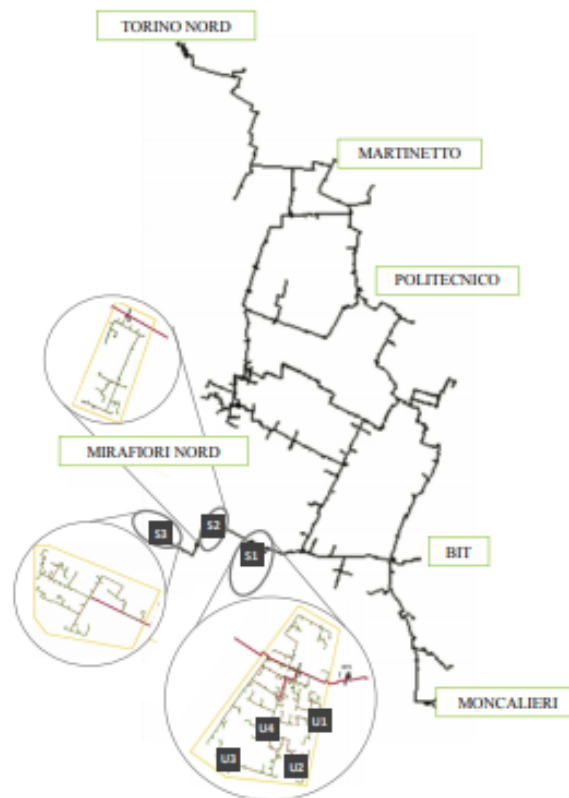 TORINO NORD
MARTINETTO
POLITECNICO
MIRAFIORI NORD
S3
S2
S1
BIT
MONCALIERI
U1
U4
U3
U2